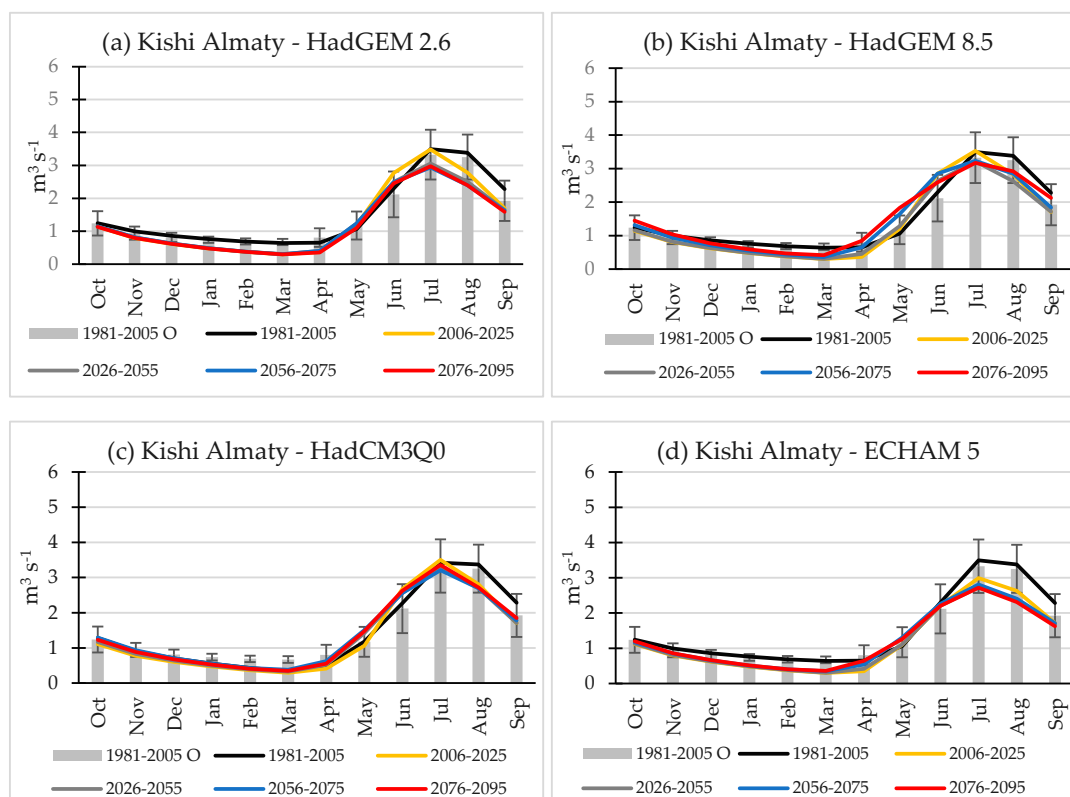 (a) Kishi Almaty - HadGEM 2.6
6
5
4
3
2
1
0
m³ s⁻¹
Oct Nov Dec Jan Feb Mar Apr May Jun Jul Aug Sep
1981-2005 O 1981-2005 2006-2025
2026-2055 2056-2075 2076-2095
(b) Kishi Almaty - HadGEM 8.5
6
5
4
3
2
1
0
m³ s⁻¹
Oct Nov Dec Jan Feb Mar Apr May Jun Jul Aug Sep
1981-2005 O 1981-2005 2006-2025
2026-2055 2056-2075 2076-2095
(c) Kishi Almaty - HadCM3Q0
6
5
4
3
2
1
0
m³ s⁻¹
Oct Nov Dec Jan Feb Mar Apr May Jun Jul Aug Sep
1981-2005 O 1981-2005 2006-2025
2026-2055 2056-2075 2076-2095
(d) Kishi Almaty - ECHAM 5
6
5
4
3
2
1
0
m³ s⁻¹
Oct Nov Dec Jan Feb Mar Apr May Jun Jul Aug Sep
1981-2005 O 1981-2005 2006-2025
2026-2055 2056-2075 2076-2095